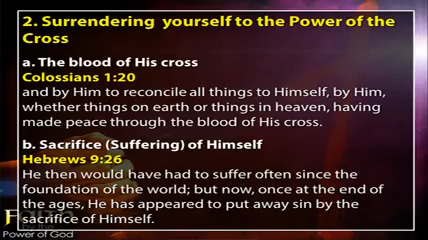 2. Surrendering yourself to the Power of the
Cross
a. The blood of His cross
Colossians 1:20
and by Him to reconcile all things to Himself, by Him,
whether things on earth or things in heaven, having
made peace through the blood of His cross.
b. Sacrifice (Suffering) of Himself
Hebrews 9:26
He then would have had to suffer often since the
foundation of the world; but now, once at the end of
the ages, He has appeared to put away sin by the
sacrifice of Himself.
Faith
by the
Power of God